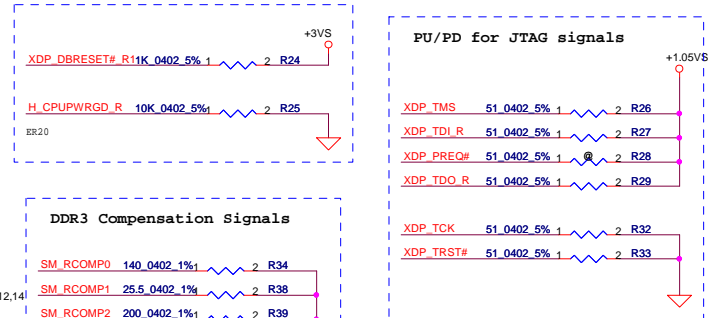 +3VS
XDP_DBRESET#_R1 1K_0402_5% 1 2 R24
H_CPUPWRGD_R 10K_0402_5% 1 2 R25
ER20
PU/PD for JTAG signals
+1.05VS
XDP_TMS 51_0402_5% 1 2 R26
XDP_TDI_R 51_0402_5% 1 2 R27
XDP_PREQ# 51_0402_5% 1 @ 2 R28
XDP_TDO_R 51_0402_5% 1 2 R29
XDP_TCK 51_0402_5% 1 2 R32
XDP_TRST# 51_0402_5% 1 2 R33
DDR3 Compensation Signals
SM_RCOMP0 140_0402_1% 1 2 R34
12,14
SM_RCOMP1 25.5_0402_1% 1 2 R38
SM_RCOMP2 200_0402_1% 1 2 R39